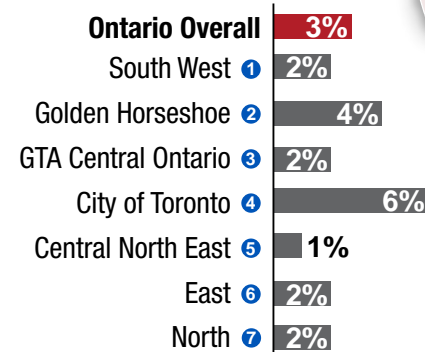 Ontario Overall 3%
South West 1 2%
Golden Horseshoe 2 4%
GTA Central Ontario 3 2%
City of Toronto 4 6%
Central North East 5 1%
East 6 2%
North 7 2%